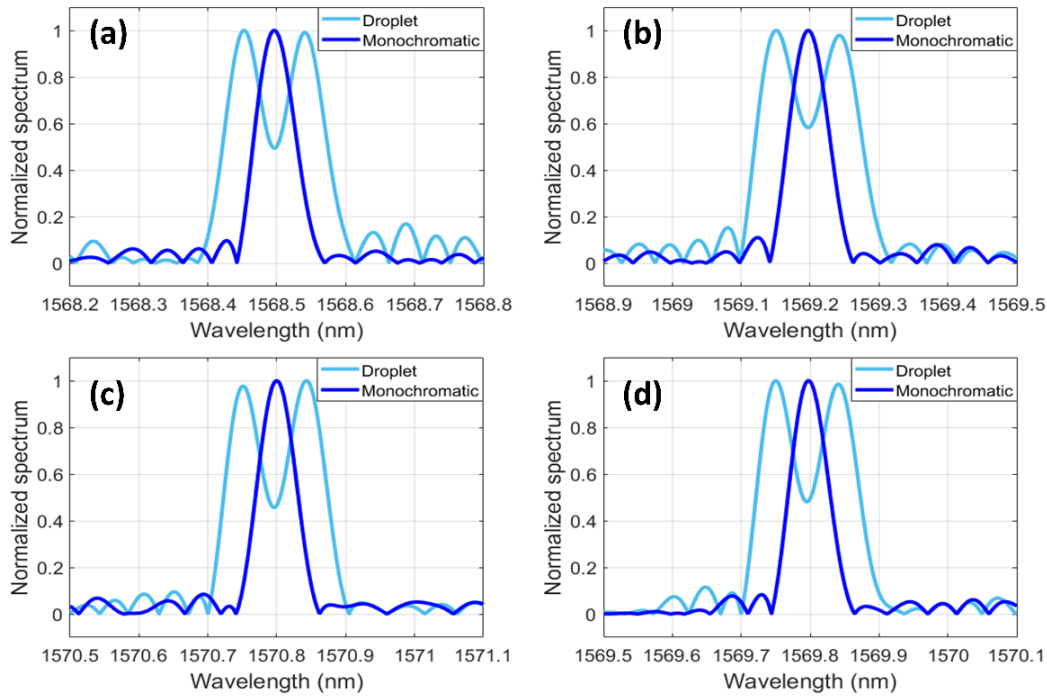 (a)
Droplet
Monochromatic
Normalized spectrum
1
0.8
0.6
0.4
0.2
0
1568.2 1568.3 1568.4 1568.5 1568.6 1568.7 1568.8
Wavelength (nm)
(b)
Droplet
Monochromatic
Normalized spectrum
1
0.8
0.6
0.4
0.2
0
1568.9 1569 1569.1 1569.2 1569.3 1569.4 1569.5
Wavelength (nm)
(c)
Droplet
Monochromatic
Normalized spectrum
1
0.8
0.6
0.4
0.2
0
1570.5 1570.6 1570.7 1570.8 1570.9 1571 1571.1
Wavelength (nm)
(d)
Droplet
Monochromatic
Normalized spectrum
1
0.8
0.6
0.4
0.2
0
1569.5 1569.6 1569.7 1569.8 1569.9 1570 1570.1
Wavelength (nm)